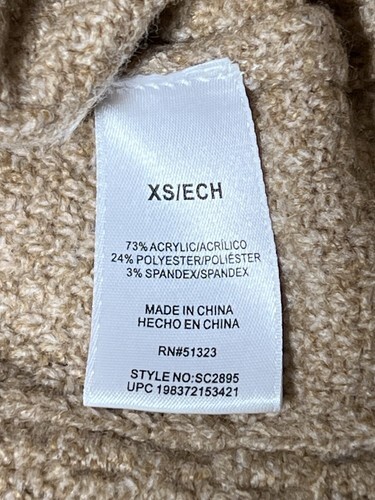 XS/ECH
73% ACRYLIC/ACRÍLICO
24% POLYESTER/POLIÉSTER
3% SPANDEX/SPANDEX
MADE IN CHINA
HECHO EN CHINA
RN#51323
STYLE NO:SC2895
UPC 198372153421